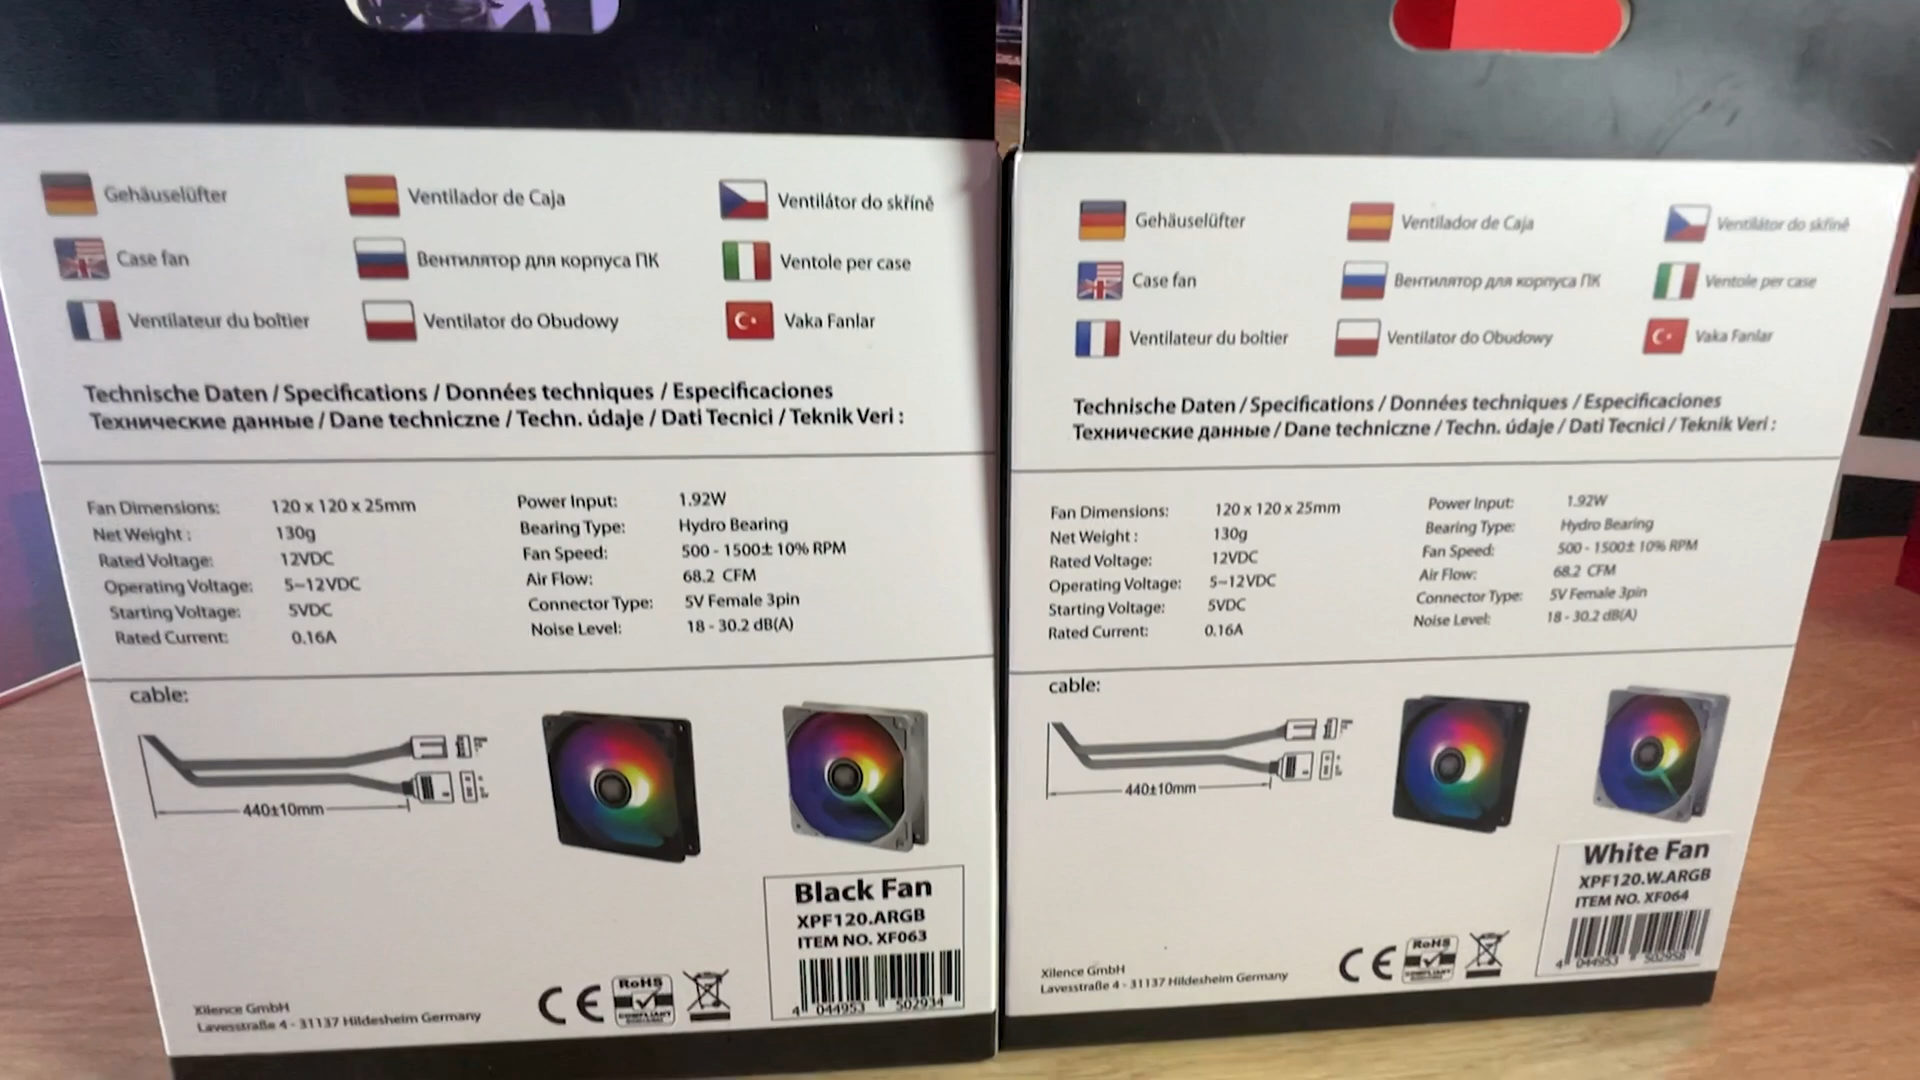 Gehäuselüfter
Ventilador de Caja
Ventilátor do skříně
Case fan
Вентилятор для корпуса ПК
Ventole per case
Ventilateur du boîtier
Ventilator do Obudowy
Vaka Fanlar
Technische Daten / Specifications / Données techniques / Especificaciones
Технические данные / Dane techniczne / Techn. údaje / Dati Tecnici / Teknik Veri :
Fan Dimensions: 120 x 120 x 25mm
Net Weight : 130g
Rated Voltage: 12VDC
Operating Voltage: 5~12VDC
Starting Voltage: 5VDC
Rated Current: 0.16A
Power Input: 1.92W
Bearing Type: Hydro Bearing
Fan Speed: 500 - 1500± 10% RPM
Air Flow: 68.2 CFM
Connector Type: 5V Female 3pin
Noise Level: 18 - 30.2 dB(A)
cable:
440±10mm
Black Fan
XPF120.ARGB
ITEM NO. XF063
4 044953 502934
CE
RoHS
COMPLIANT
Xilence GmbH
Lavesstraße 4 - 31137 Hildesheim Germany
Gehäuselüfter
Ventilador de Caja
Ventilátor do skříně
Case fan
Вентилятор для корпуса ПК
Ventole per case
Ventilateur du boîtier
Ventilator do Obudowy
Vaka Fanlar
Technische Daten / Specifications / Données techniques / Especificaciones
Технические данные / Dane techniczne / Techn. údaje / Dati Tecnici / Teknik Veri :
Fan Dimensions: 120 x 120 x 25mm
Net Weight : 130g
Rated Voltage: 12VDC
Operating Voltage: 5~12VDC
Starting Voltage: 5VDC
Rated Current: 0.16A
Power Input: 1.92W
Bearing Type: Hydro Bearing
Fan Speed: 500 - 1500± 10% RPM
Air Flow: 68.2 CFM
Connector Type: 5V Female 3pin
Noise Level: 18 - 30.2 dB(A)
cable:
440±10mm
White Fan
XPF120.W.ARGB
ITEM NO. XF064
4 044953 502958
CE
RoHS
COMPLIANT
Xilence GmbH
Lavesstraße 4 - 31137 Hildesheim Germany